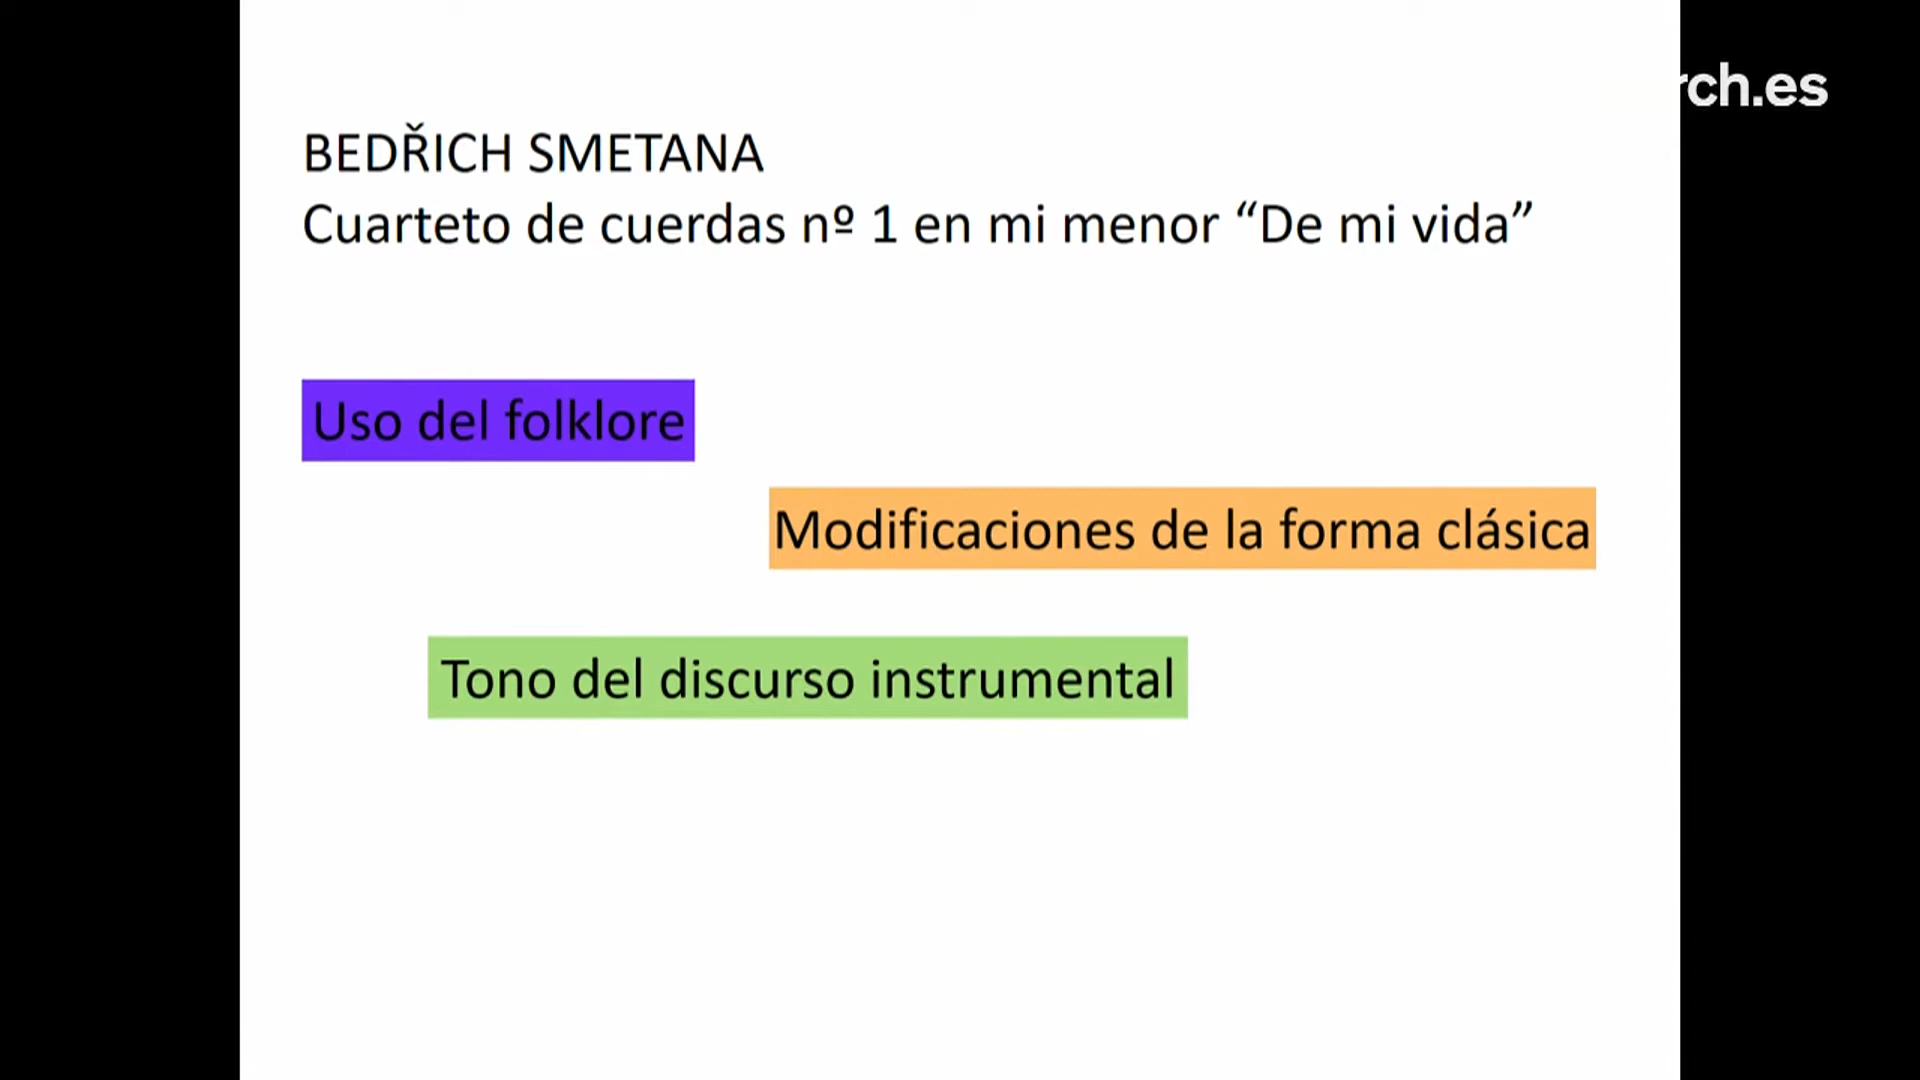 rch.es
BEDŘICH SMETANA
Cuarteto de cuerdas nº 1 en mi menor “De mi vida”
Uso del folklore
Modificaciones de la forma clásica
Tono del discurso instrumental